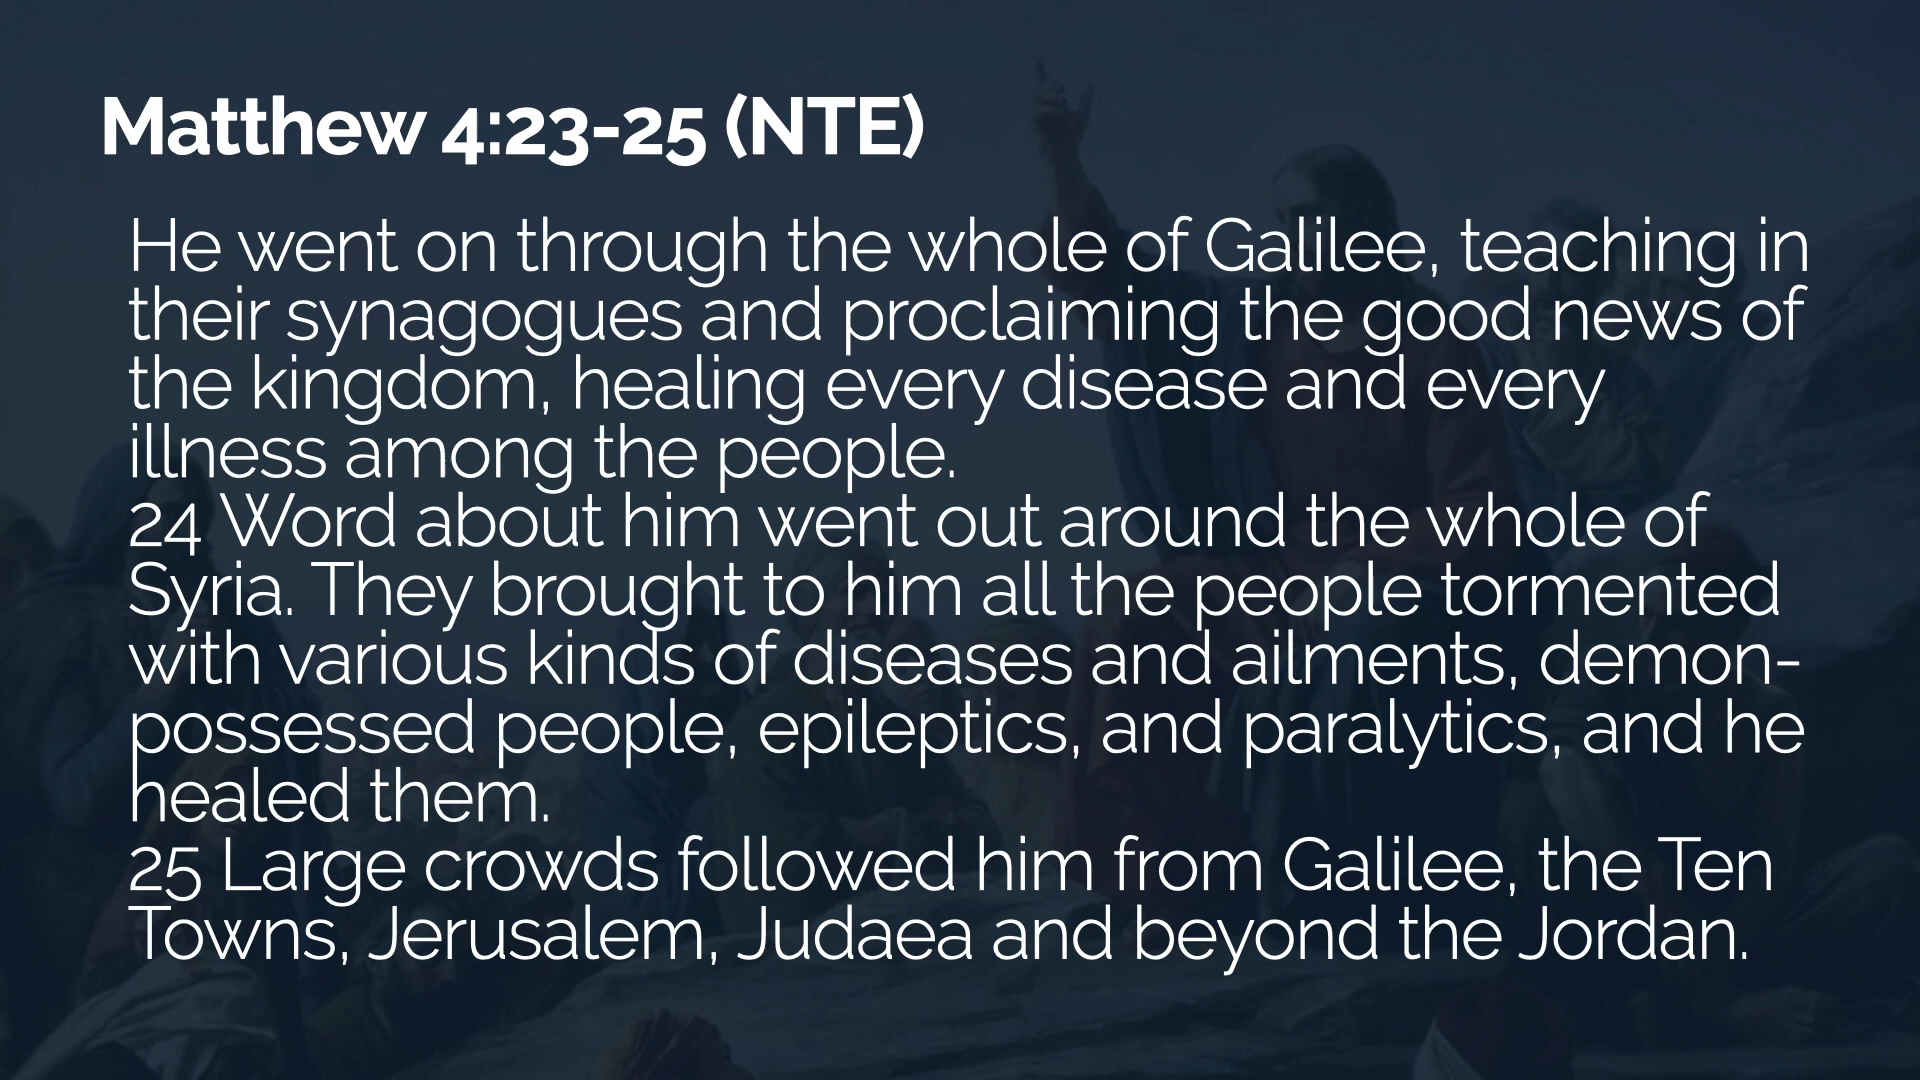 Matthew 4:23-25 (NTE)
He went on through the whole of Galilee, teaching in
their synagogues and proclaiming the good news of
the kingdom, healing every disease and every
illness among the people.
24 Word about him went out around the whole of
Syria. They brought to him all the people tormented
with various kinds of diseases and ailments, demon-
possessed people, epileptics, and paralytics, and he
healed them.
25 Large crowds followed him from Galilee, the Ten
Towns, Jerusalem, Judaea and beyond the Jordan.